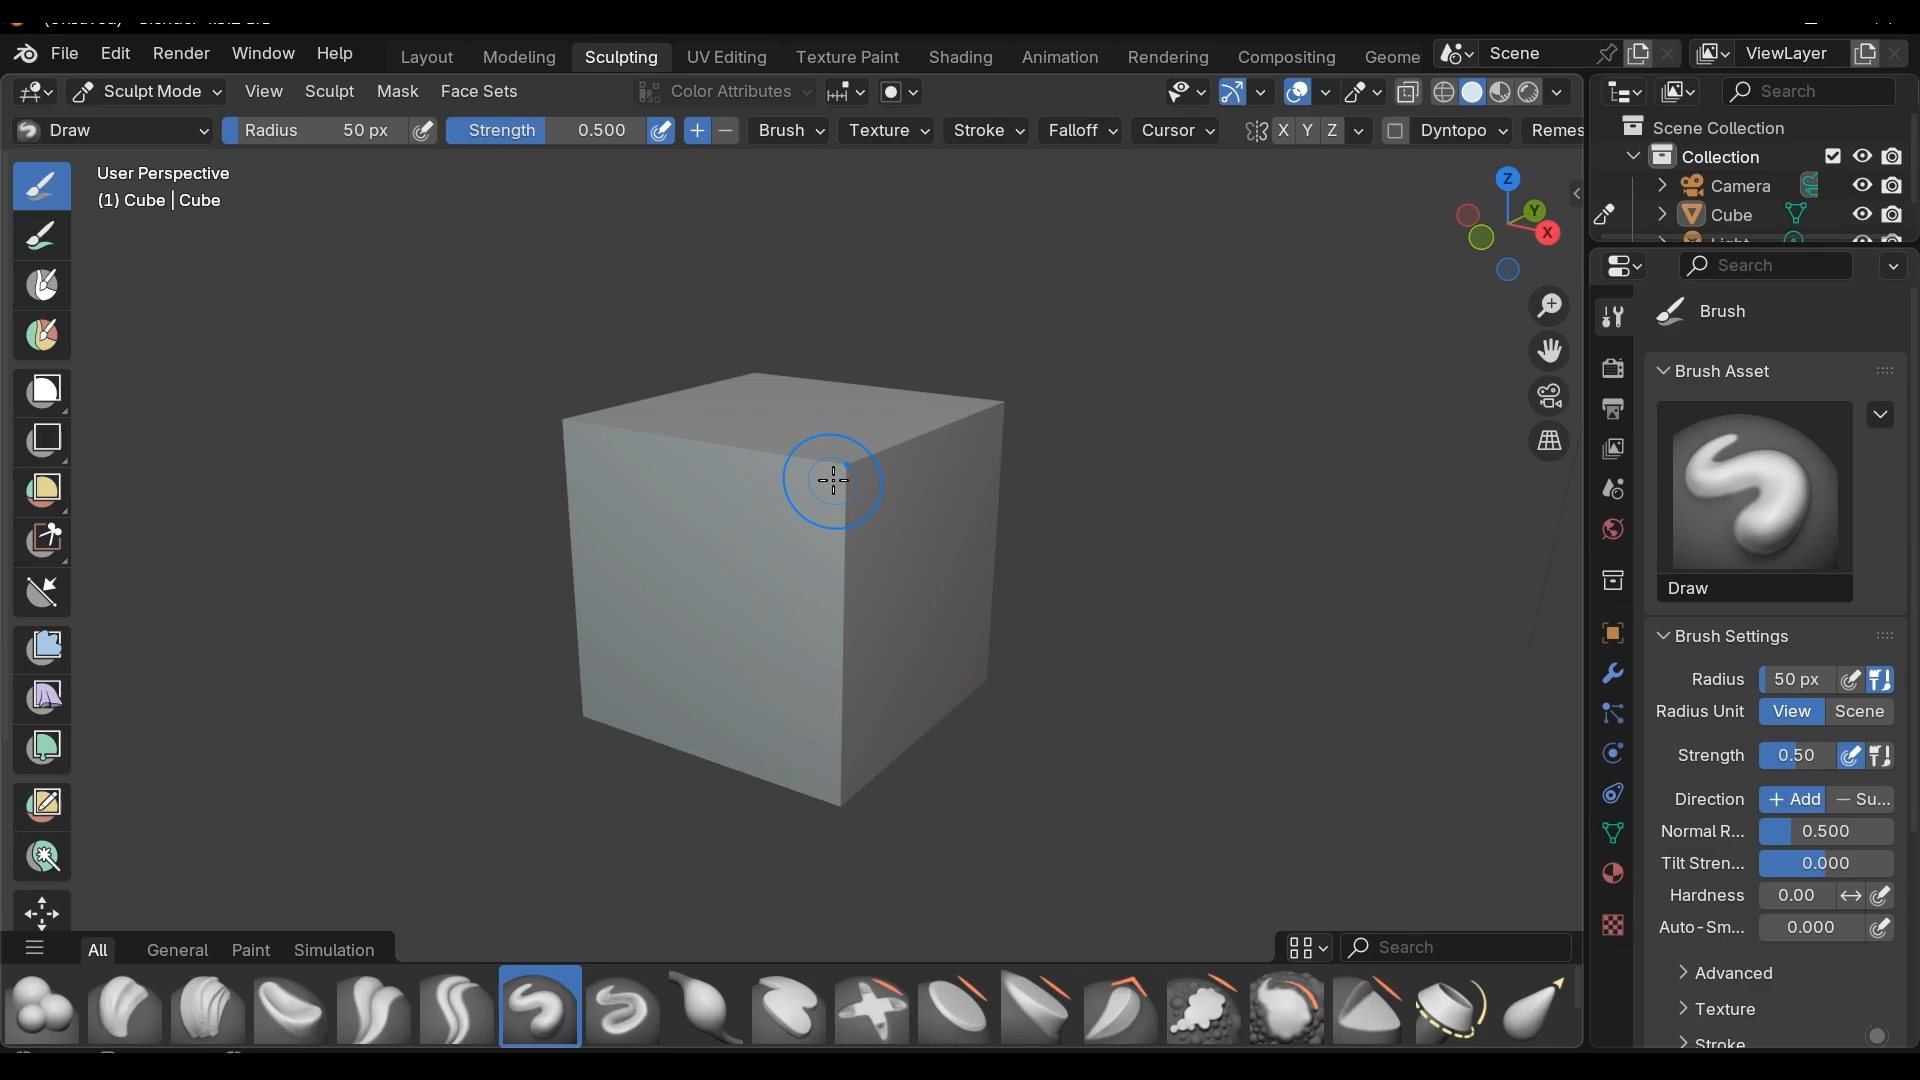 File Edit Render Window Help Layout Modeling Sculpting UV Editing Texture Paint Shading Animation Rendering Compositing Geome Scene ViewLayer
Sculpt Mode View Sculpt Mask Face Sets Color Attributes Search
Draw Radius 50 px Strength 0.500 Brush Texture Stroke Falloff Cursor X Y Z Dyntopo Remes
Scene Collection
Collection
Camera
Cube
User Perspective
(1) Cube | Cube
Z
Y
X
Search
Brush
Brush Asset
Draw
Brush Settings
Radius 50 px
Radius Unit View Scene
Strength 0.50
Direction + Add — Su...
Normal R... 0.500
Tilt Stren... 0.000
Hardness 0.00
Auto-Sm... 0.000
Advanced
Texture
Stroke
All General Paint Simulation Search